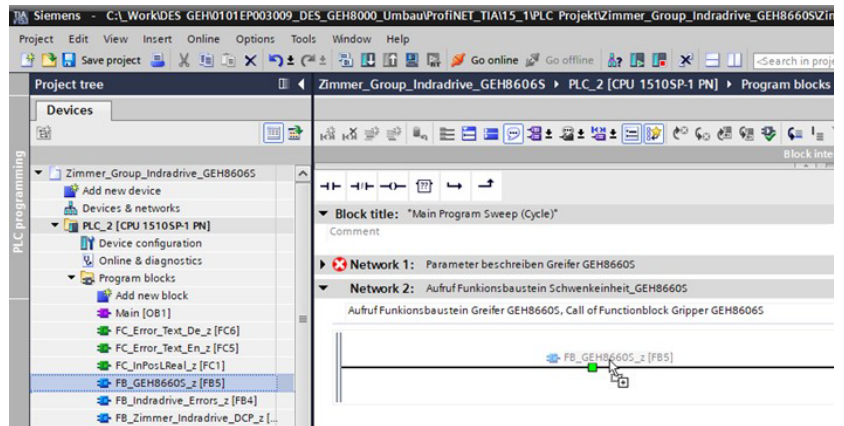 Siemens - C:\_Work\DES GEH\0101EP003009_DES_GEH8000_Umbau\ProfiNET_TIA\15_1\PLC Projekt\Zimmer_Group_Indradrive_GEH8660S\Zin
Project Edit View Insert Online Options Tools Window Help
Save project Go online Go offline <Search in proje
Project tree
Zimmer_Group_Indradrive_GEH8606S PLC_2 [CPU 1510SP-1 PN] Program blocks
Devices
PLC programming
Block inte
Zimmer_Group_Indradrive_GEH8606S
Add new device
Devices & networks
PLC_2 [CPU 1510SP-1 PN]
Device configuration
Online & diagnostics
Program blocks
Add new block
Main [OB1]
FC_Error_Text_De_z [FC6]
FC_Error_Text_En_z [FC5]
FC_InPosLReal_z [FC1]
FB_GEH8660S_z [FB5]
FB_Indradrive_Errors_z [FB4]
FB_Zimmer_Indradrive_DCP_z [...
??
Block title: "Main Program Sweep (Cycle)"
Comment
Network 1: Parameter beschreiben Greifer GEH8660S
Network 2: Aufruf Funkionsbaustein Schwenkeinheit_GEH8660S
Aufruf Funkionsbaustein Greifer GEH8660S, Call of Functionblock Gripper GEH8606S
FB_GEH8660S_z [FB5]